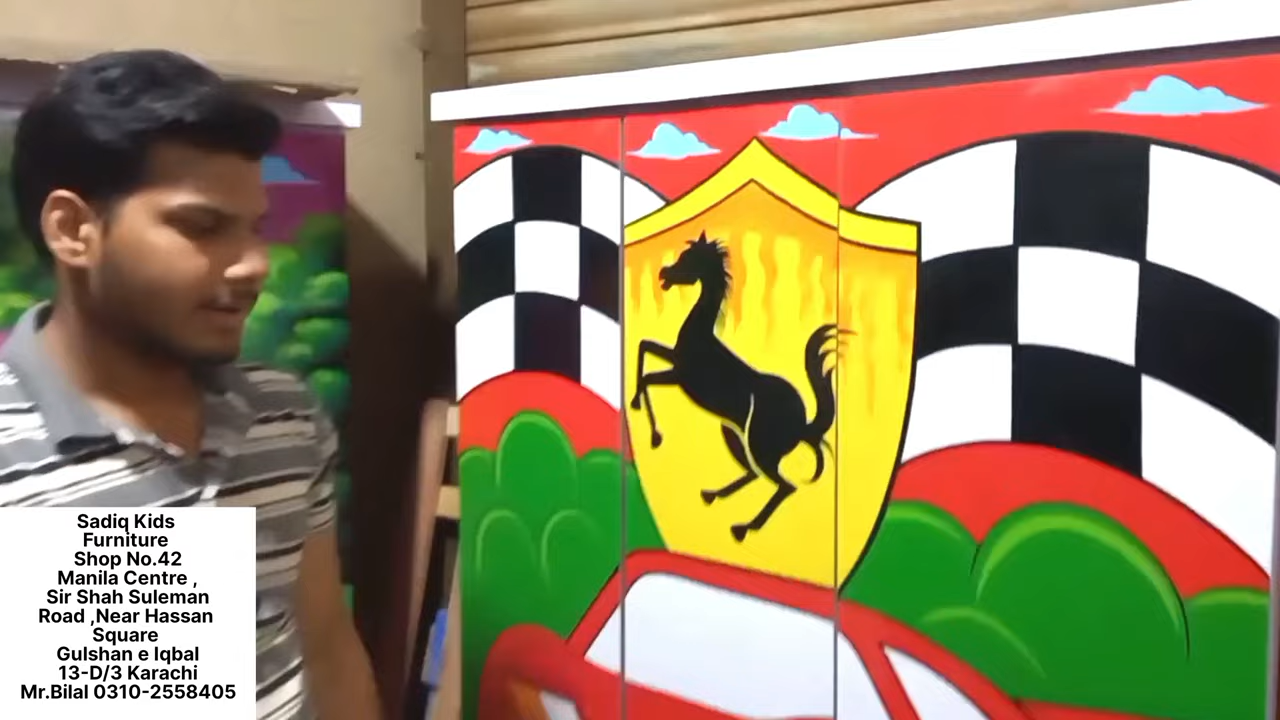 Sadiq Kids
Furniture
Shop No.42
Manila Centre ,
Sir Shah Suleman
Road ,Near Hassan
Square
Gulshan e Iqbal
13-D/3 Karachi
Mr.Bilal 0310-2558405